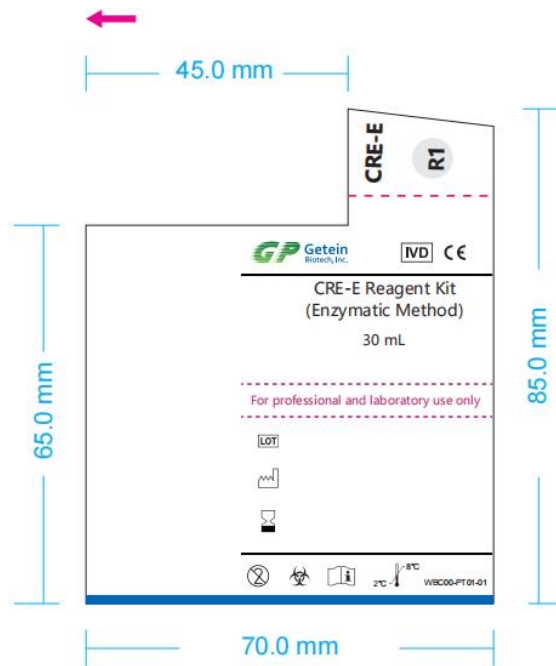 45.0 mm
CRE-E
R1
GP Getein
Biotech, Inc.
IVD CE
CRE-E Reagent Kit
(Enzymatic Method)
30 mL
For professional and laboratory use only
LOT
2
i
2℃
8℃
WBC00-PT01-01
65.0 mm
85.0 mm
70.0 mm